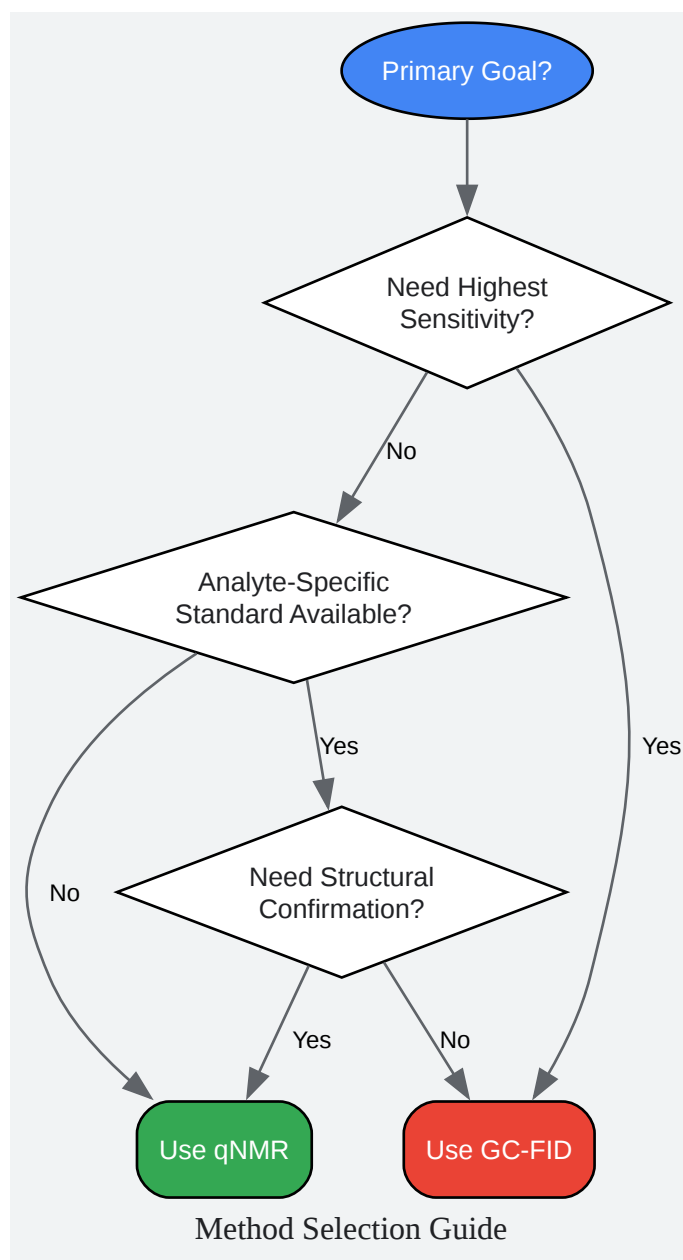 Primary Goal?
Need Highest
Sensitivity?
No
Analyte-Specific
Standard Available?
Yes
Yes
No
Need Structural
Confirmation?
Yes
No
Use qNMR
Use GC-FID
Method Selection Guide